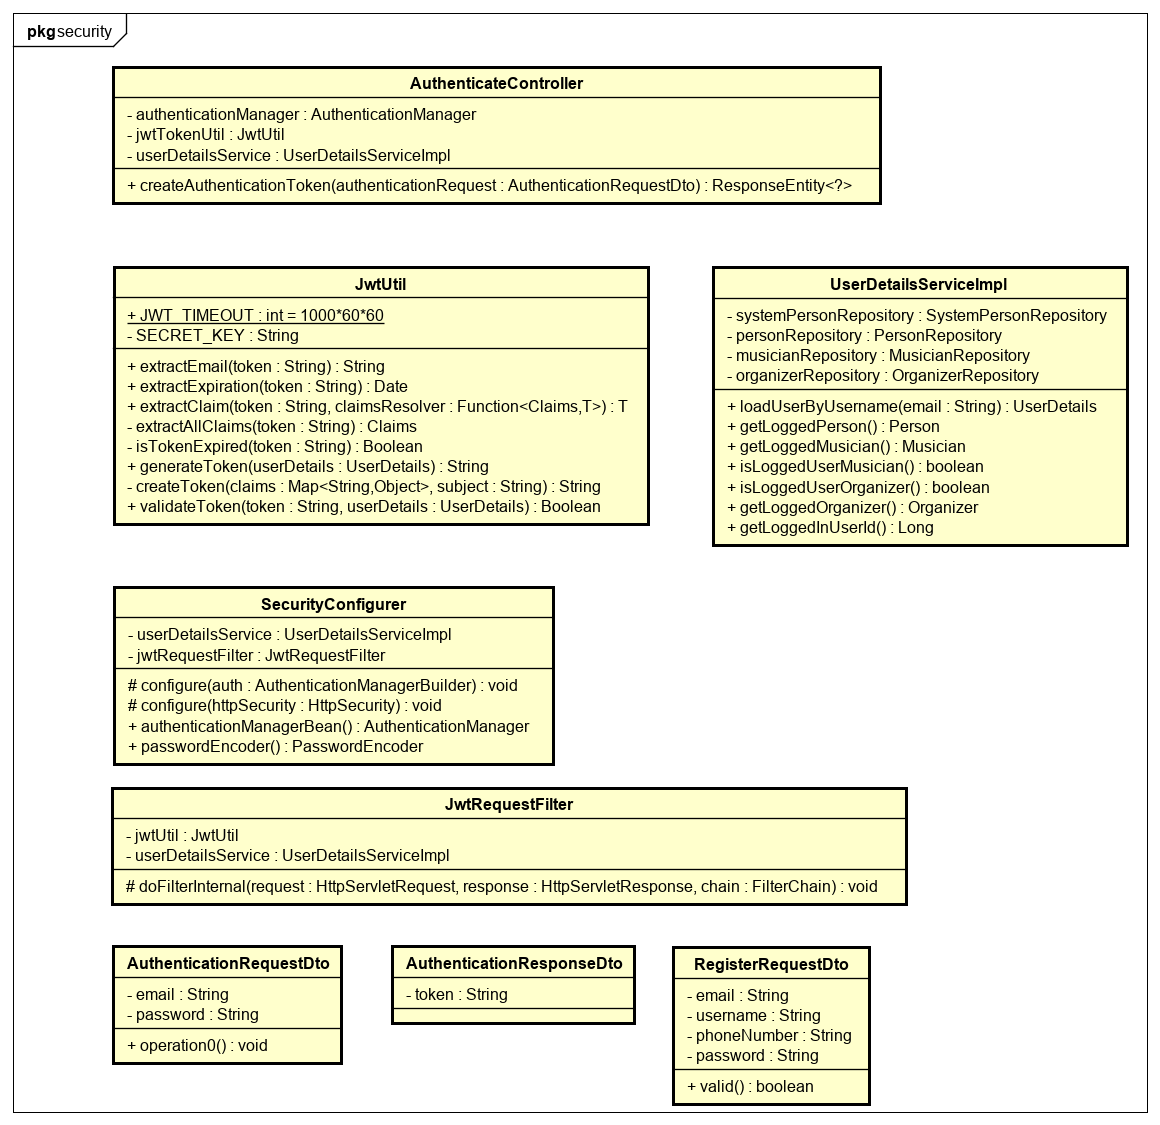 pkg security
AuthenticateController
- authenticationManager : AuthenticationManager
- jwtTokenUtil : JwtUtil
- userDetailsService : UserDetailsServiceImpl
+ createAuthenticationToken(authenticationRequest : AuthenticationRequestDto) : ResponseEntity<?>
JwtUtil
+ JWT_TIMEOUT : int = 1000*60*60
- SECRET_KEY : String
+ extractEmail(token : String) : String
+ extractExpiration(token : String) : Date
+ extractClaim(token : String, claimsResolver : Function<Claims,T>) : T
- extractAllClaims(token : String) : Claims
- isTokenExpired(token : String) : Boolean
+ generateToken(userDetails : UserDetails) : String
- createToken(claims : Map<String,Object>, subject : String) : String
+ validateToken(token : String, userDetails : UserDetails) : Boolean
UserDetailsServiceImpl
- systemPersonRepository : SystemPersonRepository
- personRepository : PersonRepository
- musicianRepository : MusicianRepository
- organizerRepository : OrganizerRepository
+ loadUserByUsername(email : String) : UserDetails
+ getLoggedPerson() : Person
+ getLoggedMusician() : Musician
+ isLoggedUserMusician() : boolean
+ isLoggedUserOrganizer() : boolean
+ getLoggedOrganizer() : Organizer
+ getLoggedInUserId() : Long
SecurityConfigurer
- userDetailsService : UserDetailsServiceImpl
- jwtRequestFilter : JwtRequestFilter
# configure(auth : AuthenticationManagerBuilder) : void
# configure(httpSecurity : HttpSecurity) : void
+ authenticationManagerBean() : AuthenticationManager
+ passwordEncoder() : PasswordEncoder
JwtRequestFilter
- jwtUtil : JwtUtil
- userDetailsService : UserDetailsServiceImpl
# doFilterInternal(request : HttpServletRequest, response : HttpServletResponse, chain : FilterChain) : void
AuthenticationRequestDto
- email : String
- password : String
+ operation0() : void
AuthenticationResponseDto
- token : String
RegisterRequestDto
- email : String
- username : String
- phoneNumber : String
- password : String
+ valid() : boolean